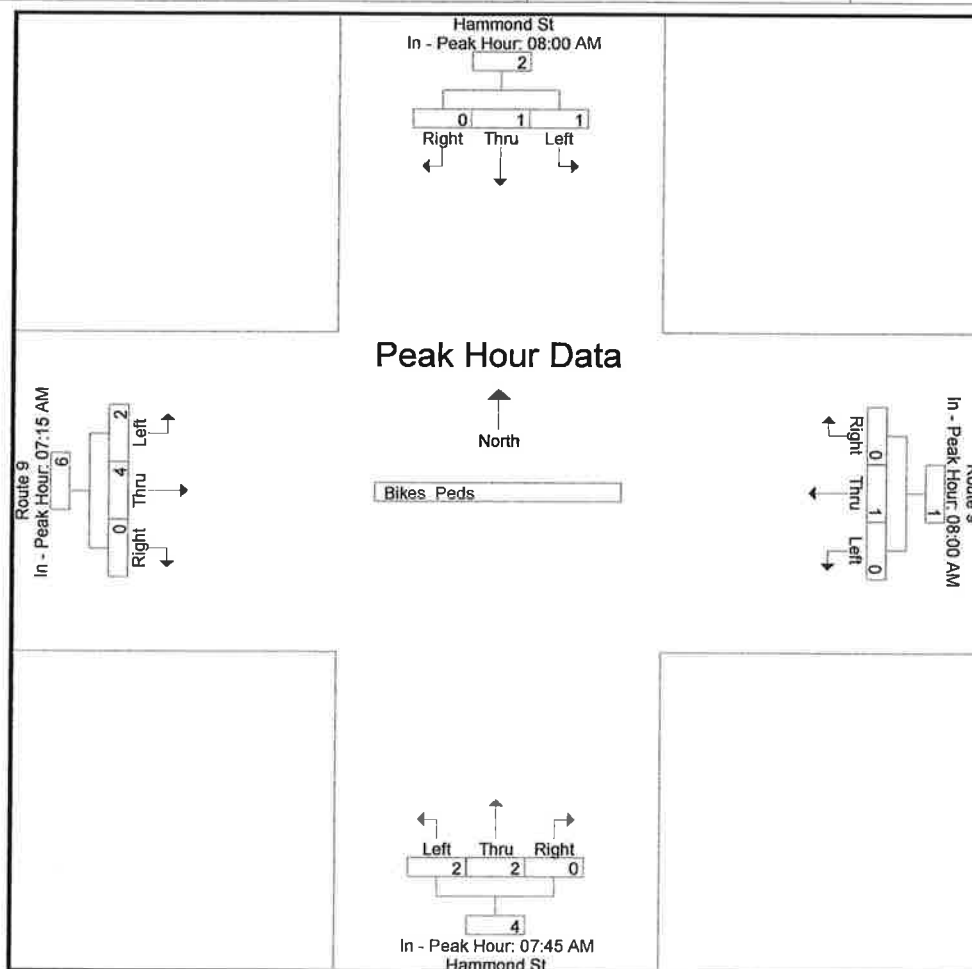 Hammond St
In - Peak Hour: 08:00 AM
2
0 1 1
Right Thru Left
Peak Hour Data
North
Bikes Peds
Route 9
In - Peak Hour: 07:15 AM
6
2 4 0
Left Thru Right
Right Thru Left
0 1 0
1
In - Peak Hour: 08:00 AM
Route 9
Left Thru Right
2 2 0
4
In - Peak Hour: 07:45 AM
Hammond St